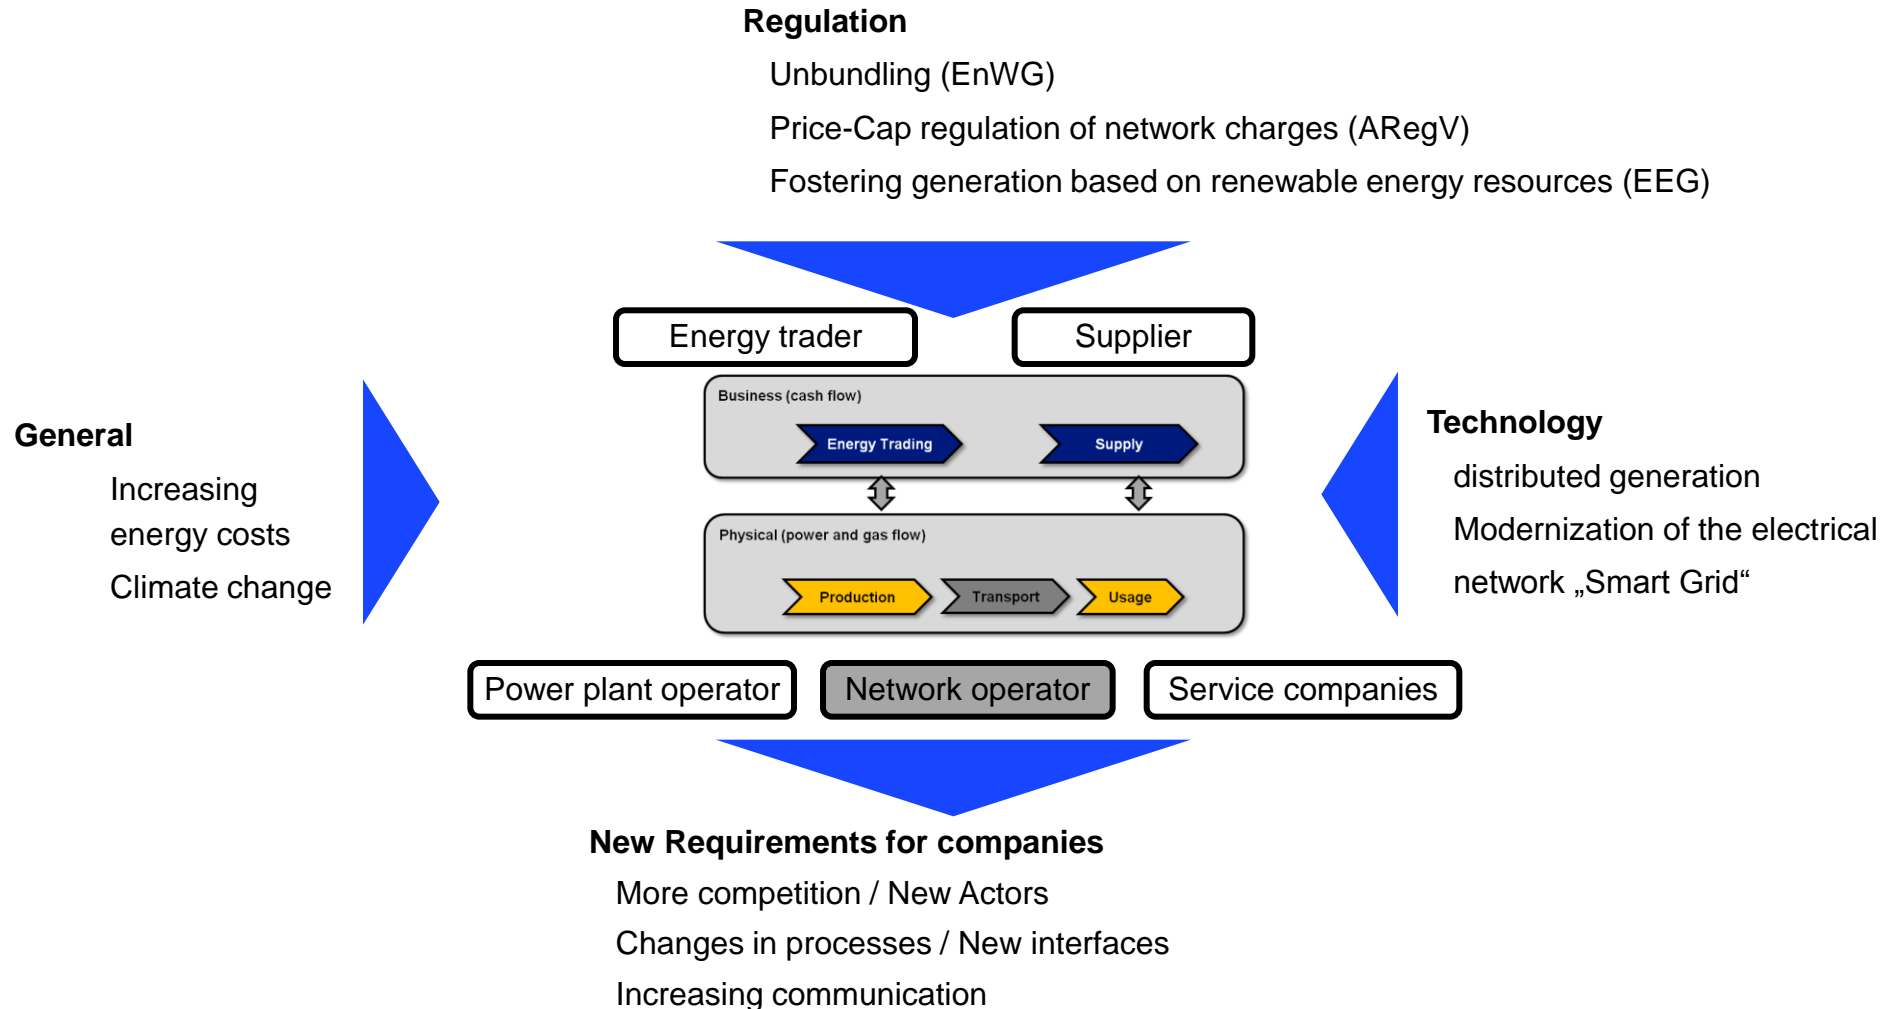 Regulation
Unbundling (EnWG)
Price-Cap regulation of network charges (ARegV)
Fostering generation based on renewable energy resources (EEG)
Energy trader
Supplier
Business (cash flow)
Energy Trading
Supply
General
Increasing
energy costs
Climate change
Technology
distributed generation
Modernization of the electrical
network „Smart Grid“
Physical (power and gas flow)
Production
Transport
Usage
Power plant operator
Network operator
Service companies
New Requirements for companies
More competition / New Actors
Changes in processes / New interfaces
Increasing communication